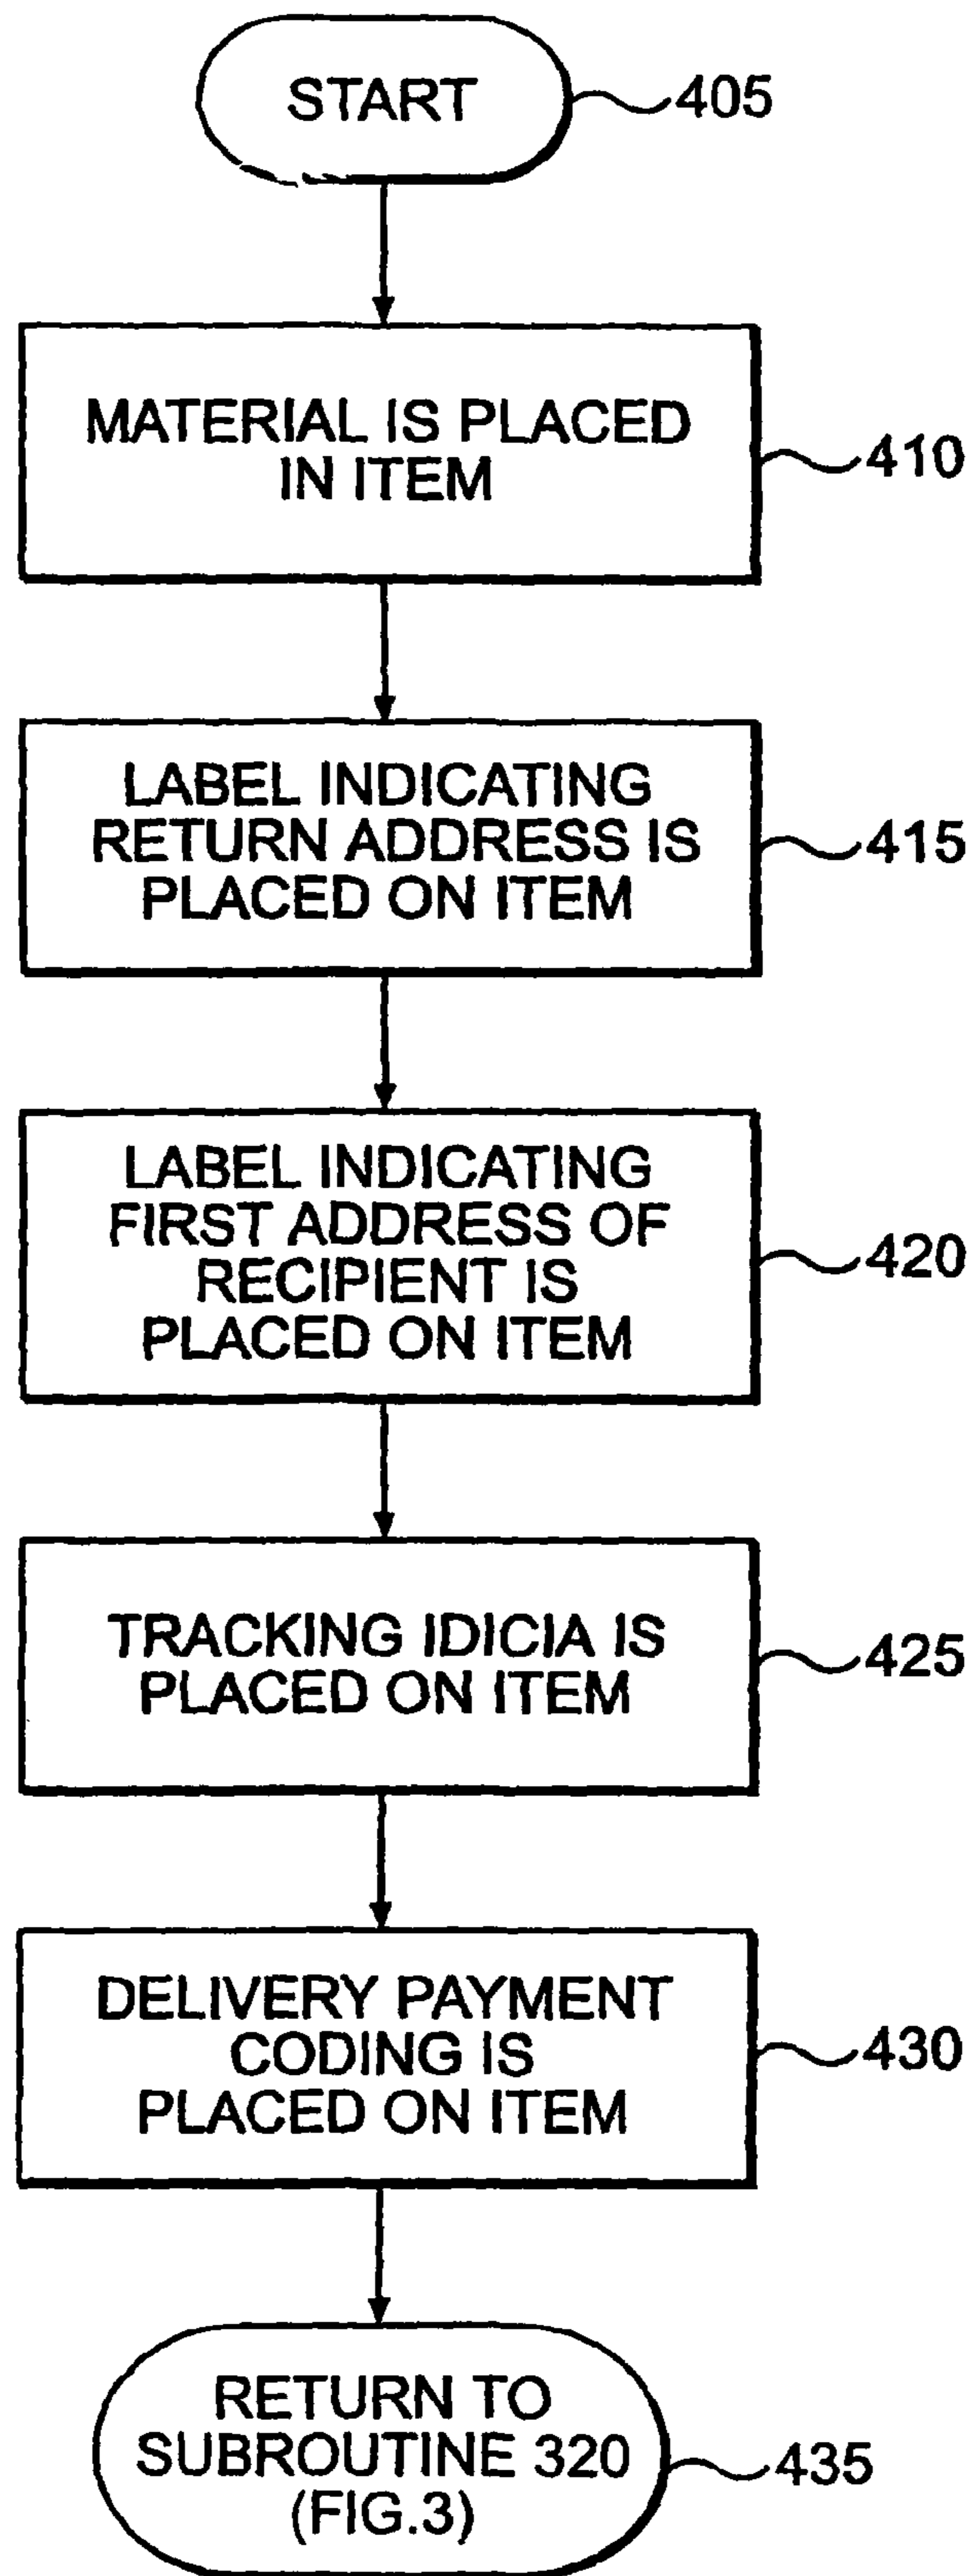 START
405
MATERIAL IS PLACED
IN ITEM
410
LABEL INDICATING
RETURN ADDRESS IS
PLACED ON ITEM
415
LABEL INDICATING
FIRST ADDRESS OF
RECIPIENT IS
PLACED ON ITEM
420
TRACKING IDICIA IS
PLACED ON ITEM
425
DELIVERY PAYMENT
CODING IS
PLACED ON ITEM
430
RETURN TO
SUBROUTINE 320
(FIG.3)
435